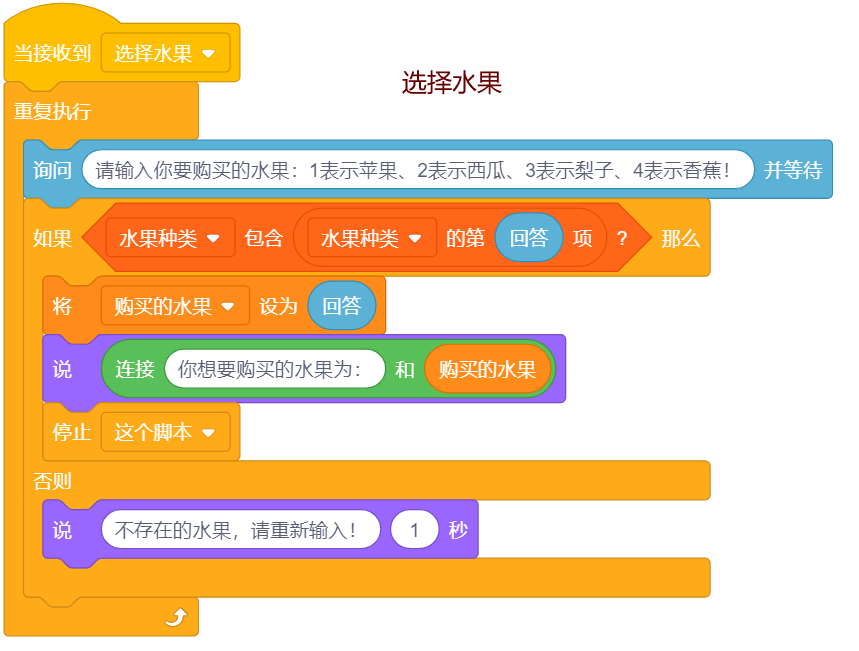 当接收到 选择水果
选择水果
重复执行
询问 请输入你要购买的水果：1表示苹果、2表示西瓜、3表示梨子、4表示香蕉！ 并等待
如果 水果种类 包含 水果种类 的第 回答 项 ? 那么
将 购买的水果 设为 回答
说 连接 你想要购买的水果为： 和 购买的水果
停止 这个脚本
否则
说 不存在的水果，请重新输入！ 1 秒